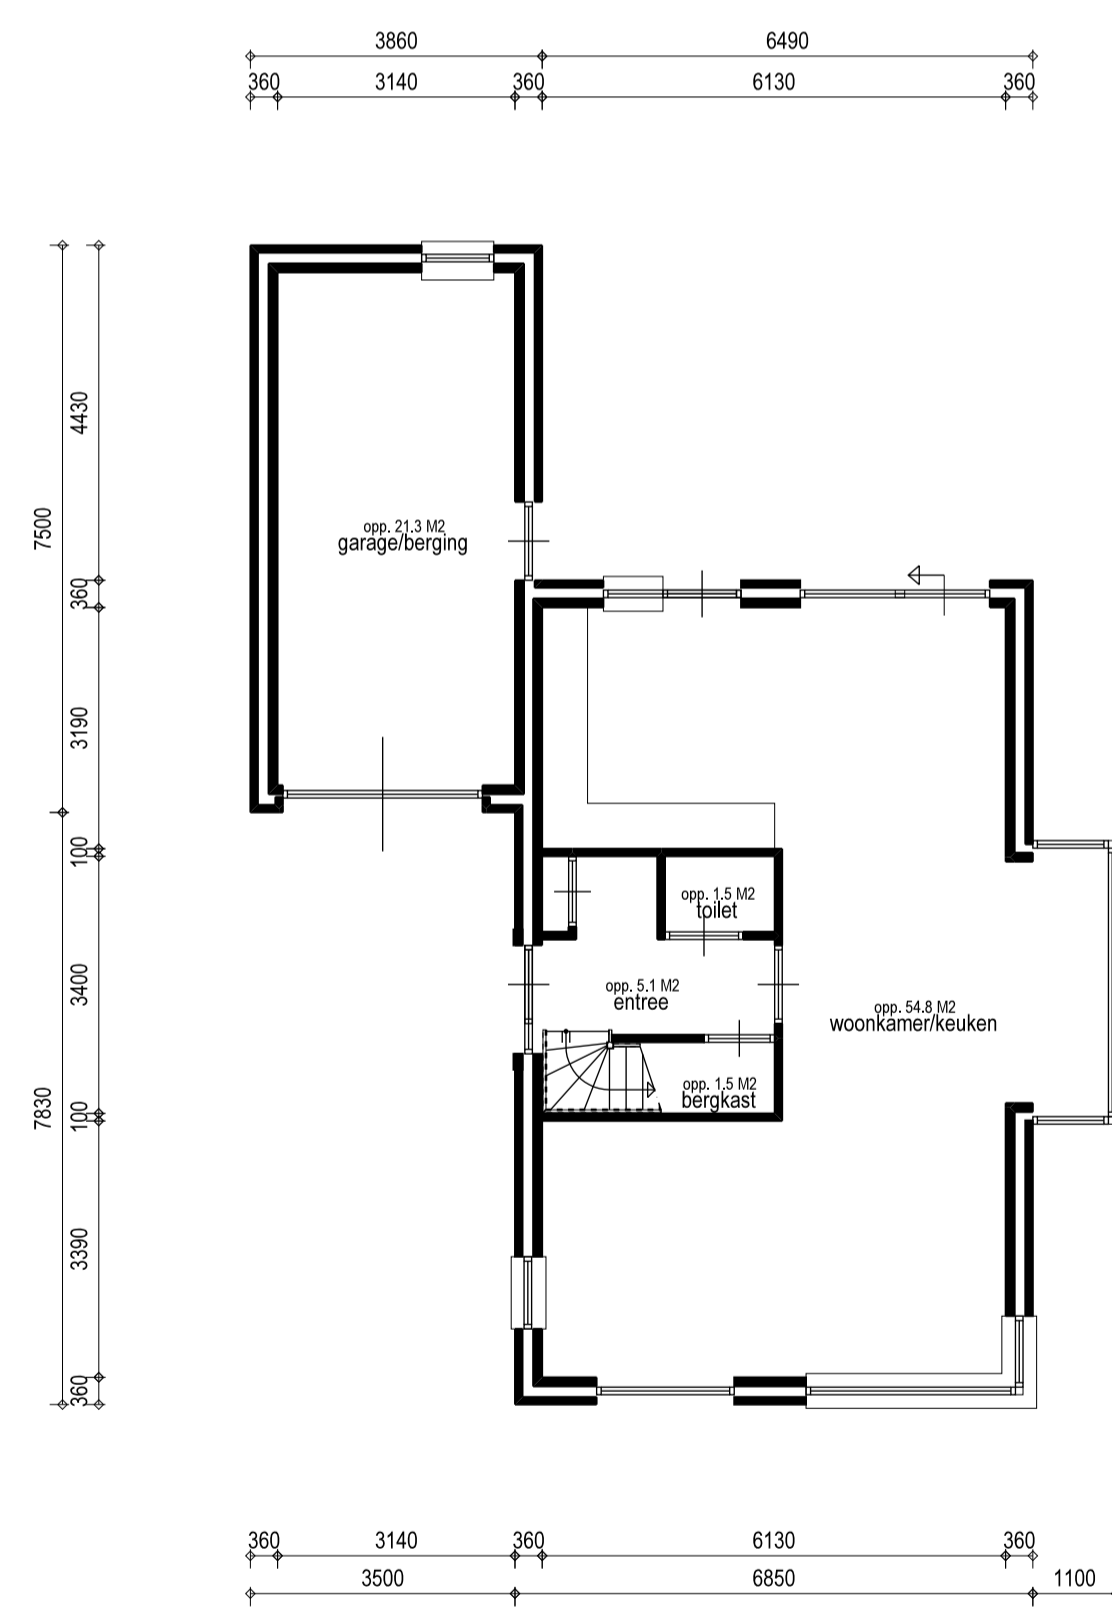 3860 6490
360 3140 360 6130 360
4430
7500
360
opp. 21.3 M2
garage/berging
3190
100
opp. 1.5 M2
toilet
3400
opp. 5.1 M2
entree
opp. 54.8 M2
woonkamer/keuken
7830
100
opp. 1.5 M2
bergkast
3390
360
360 3140 360 6130 360
3500 6850 1100